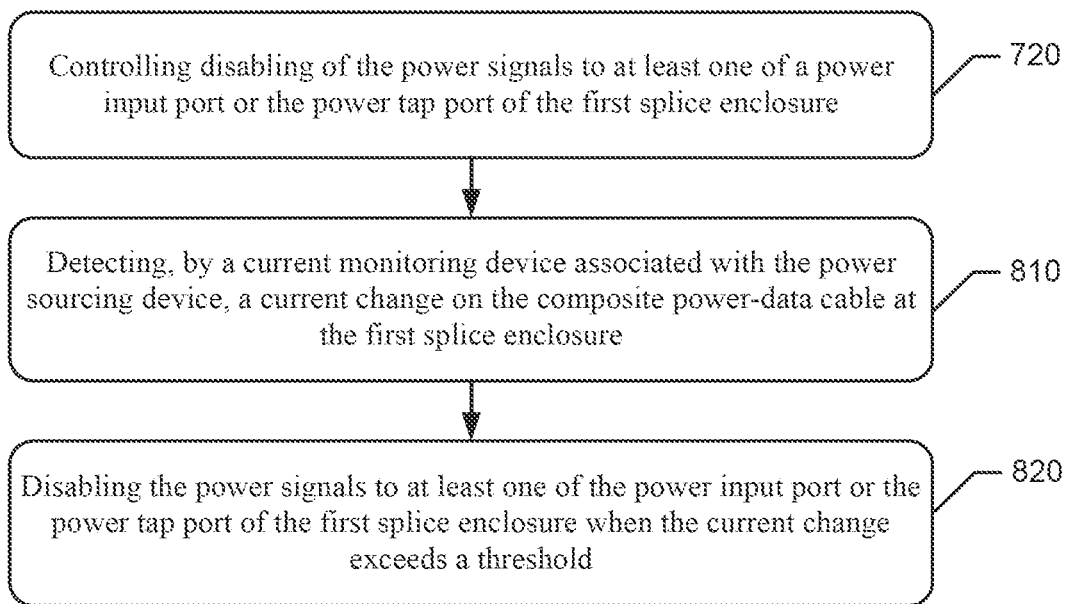 Controlling disabling of the power signals to at least one of a power
input port or the power tap port of the first splice enclosure
720
Detecting, by a current monitoring device associated with the power
sourcing device, a current change on the composite power-data cable at
the first splice enclosure
810
Disabling the power signals to at least one of the power input port or the
power tap port of the first splice enclosure when the current change
exceeds a threshold
820